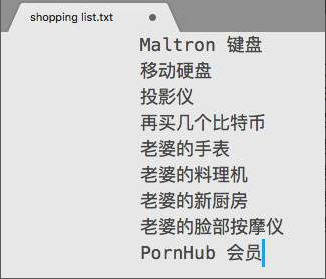 shopping list.txt
Maltron 键盘
移动硬盘
投影仪
再买几个比特币
老婆的手表
老婆的料理机
老婆的新厨房
老婆的脸部按摩仪
PornHub 会员